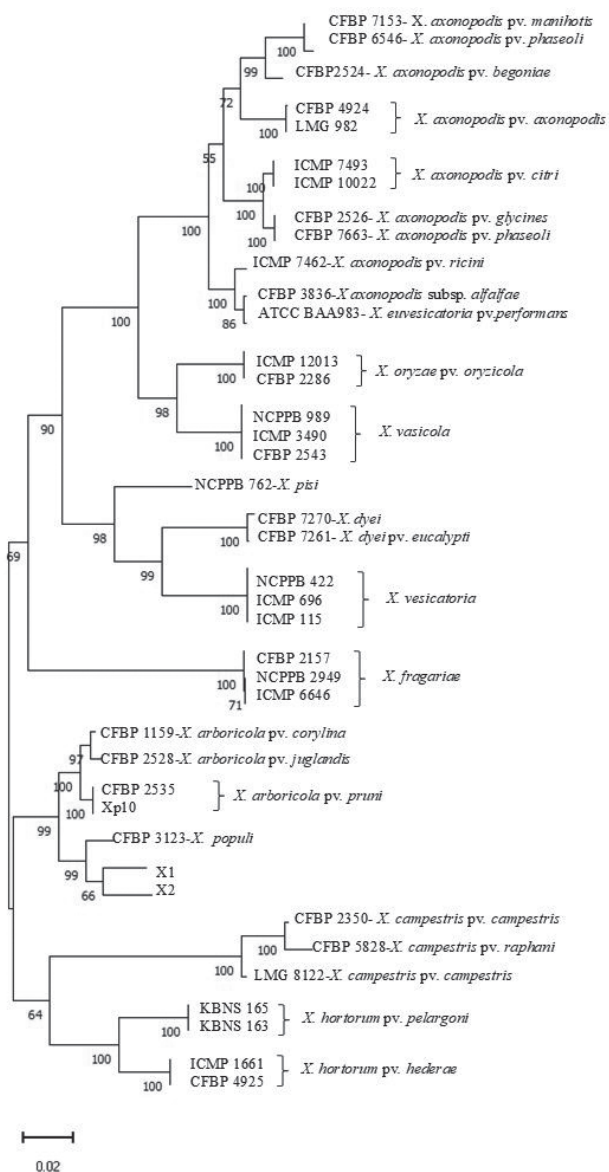 CFBP 7153- X. axonopodis pv. manihotis
CFBP 6546- X. axonopodis pv. phaseoli
100
99
CFBP2524- X. axonopodis pv. begoniae
72
CFBP 4924
LMG 982
X. axonopodis pv. axonopodis
100
55
ICMP 7493
ICMP 10022
X. axonopodis pv. citri
100
100
CFBP 2526- X. axonopodis pv. glycines
CFBP 7663- X. axonopodis pv. phaseoli
100
100
ICMP 7462-X. axonopodis pv. ricini
100
CFBP 3836-X axonopodis subsp. alfalfae
ATCC BAA983- X. euvesicatoria pv.performans
86
100
ICMP 12013
CFBP 2286
X. oryzae pv. oryzicola
100
98
NCPPB 989
ICMP 3490
CFBP 2543
X. vasicola
100
90
NCPPB 762-X. pisi
98
CFBP 7270-X. dyei
CFBP 7261- X. dyei pv. eucalypti
100
99
NCPPB 422
ICMP 696
ICMP 115
X. vesicatoria
100
69
CFBP 2157
NCPPB 2949
ICMP 6646
X. fragariae
100
71
CFBP 1159-X. arboricola pv. corylina
97
CFBP 2528-X. arboricola pv. juglandis
100
CFBP 2535
Xp10
X. arboricola pv. pruni
100
99
CFBP 3123-X. populi
99
X1
X2
66
CFBP 2350- X. campestris pv. campestris
100
CFBP 5828-X. campestris pv. raphani
100
LMG 8122-X. campestris pv. campestris
64
KBNS 165
KBNS 163
X. hortorum pv. pelargoni
100
100
ICMP 1661
CFBP 4925
X. hortorum pv. hederae
100
0.02